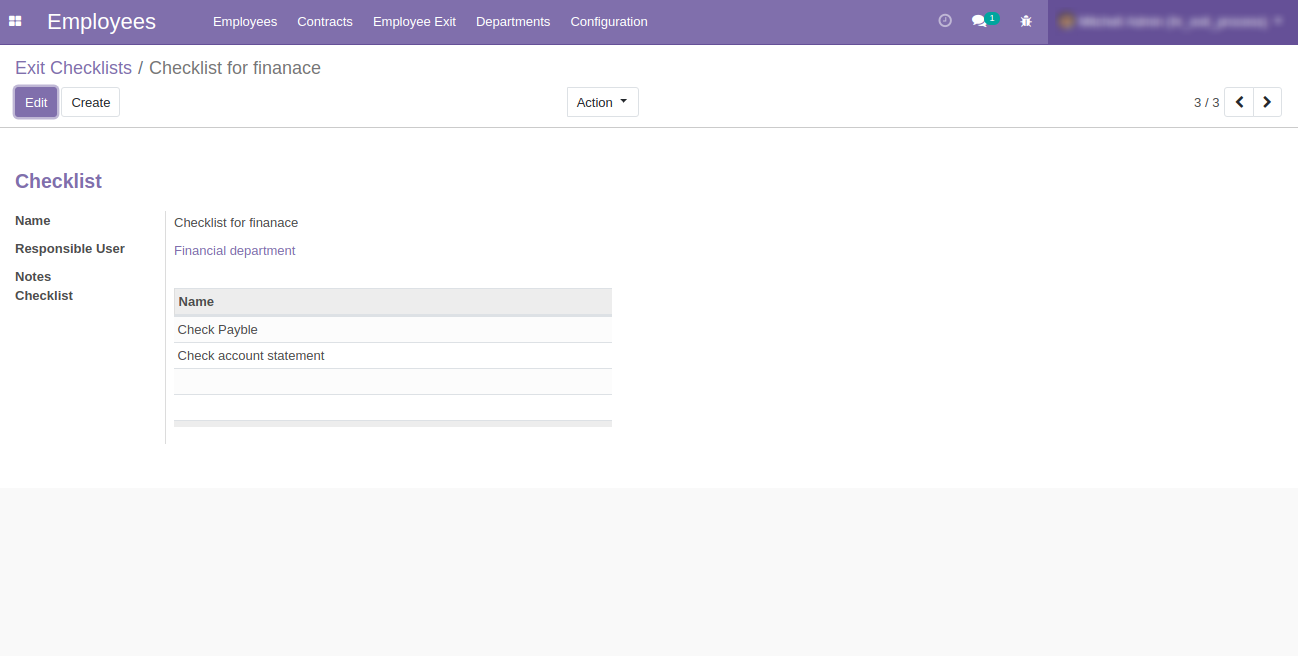 Employees Employees Contracts Employee Exit Departments Configuration 1
Exit Checklists / Checklist for finanace
Edit Create Action 3 / 3
Checklist
Name Checklist for finanace
Responsible User Financial department
Notes
Checklist
Name
Check Payble
Check account statement